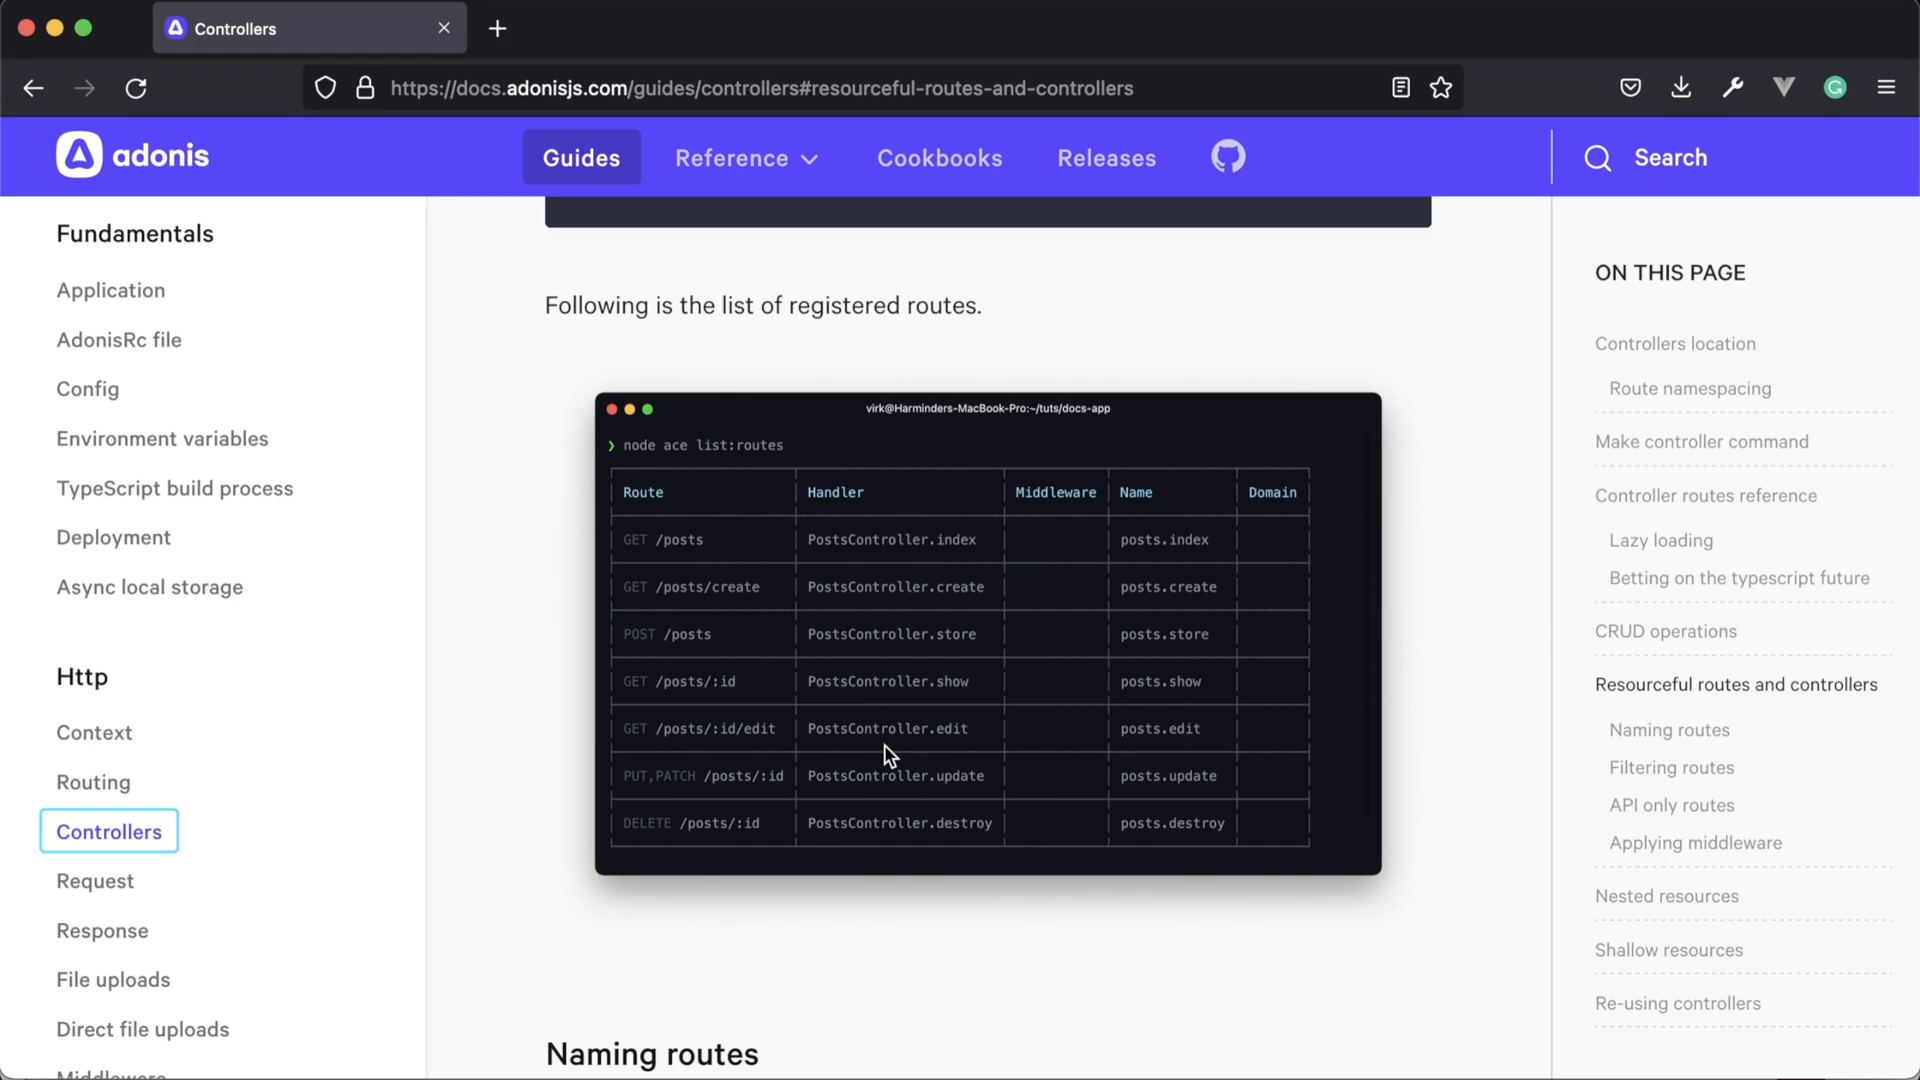 Controllers
https://docs.adonisjs.com/guides/controllers#resourceful-routes-and-controllers
adonis
Guides
Reference
Cookbooks
Releases
Search
Fundamentals
Application
AdonisRc file
Config
Environment variables
TypeScript build process
Deployment
Async local storage
Http
Context
Routing
Controllers
Request
Response
File uploads
Direct file uploads
Middleware
Following is the list of registered routes.
virk@Harminders-MacBook-Pro:~/tuts/docs-app
❯ node ace list:routes
Route Handler Middleware Name Domain
GET /posts PostsController.index posts.index
GET /posts/create PostsController.create posts.create
POST /posts PostsController.store posts.store
GET /posts/:id PostsController.show posts.show
GET /posts/:id/edit PostsController.edit posts.edit
PUT,PATCH /posts/:id PostsController.update posts.update
DELETE /posts/:id PostsController.destroy posts.destroy
Naming routes
ON THIS PAGE
Controllers location
Route namespacing
Make controller command
Controller routes reference
Lazy loading
Betting on the typescript future
CRUD operations
Resourceful routes and controllers
Naming routes
Filtering routes
API only routes
Applying middleware
Nested resources
Shallow resources
Re-using controllers